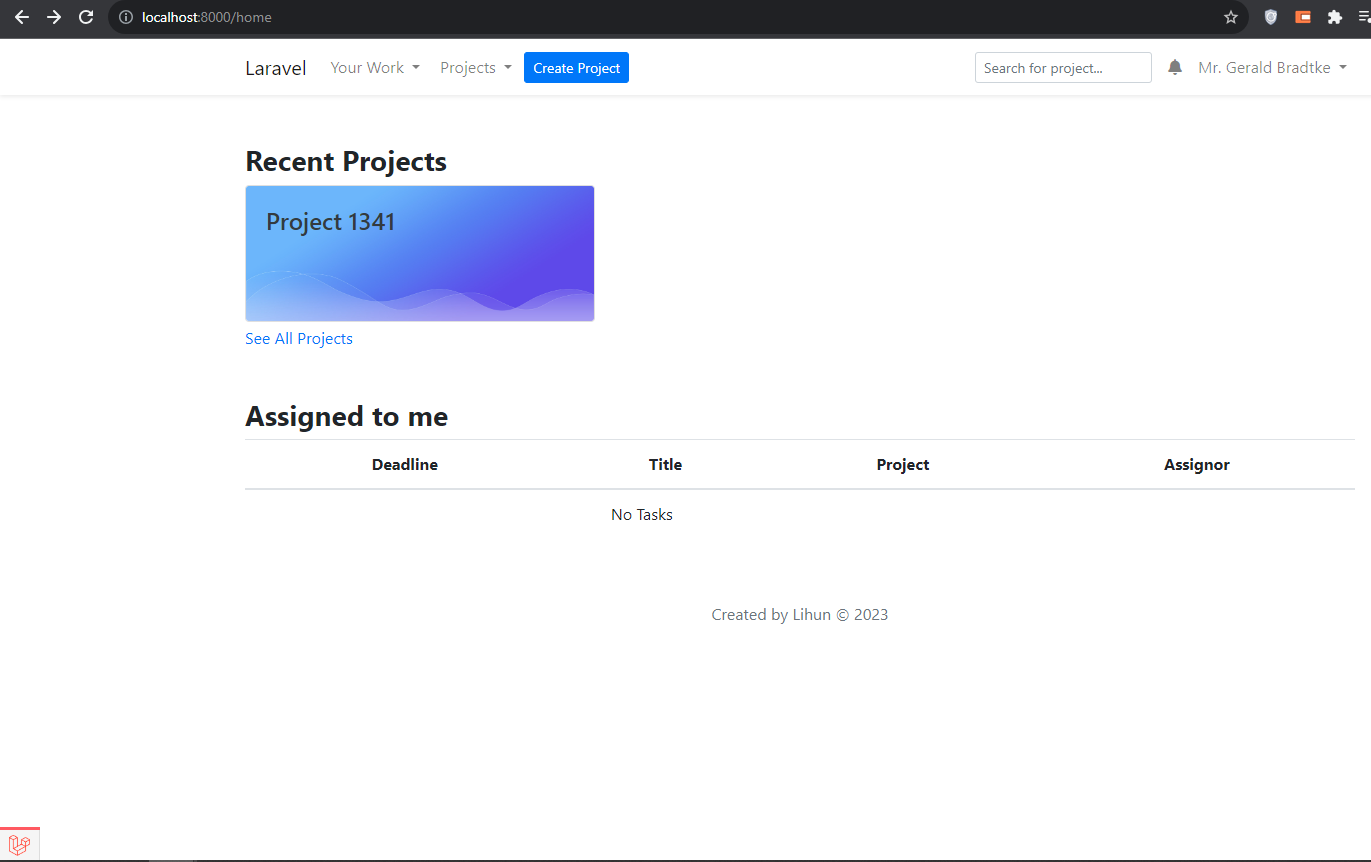 localhost:8000/home
Laravel Your Work Projects Create Project Search for project... Mr. Gerald Bradtke
Recent Projects
Project 1341
See All Projects
Assigned to me
Deadline Title Project Assignor
No Tasks
Created by Lihun © 2023